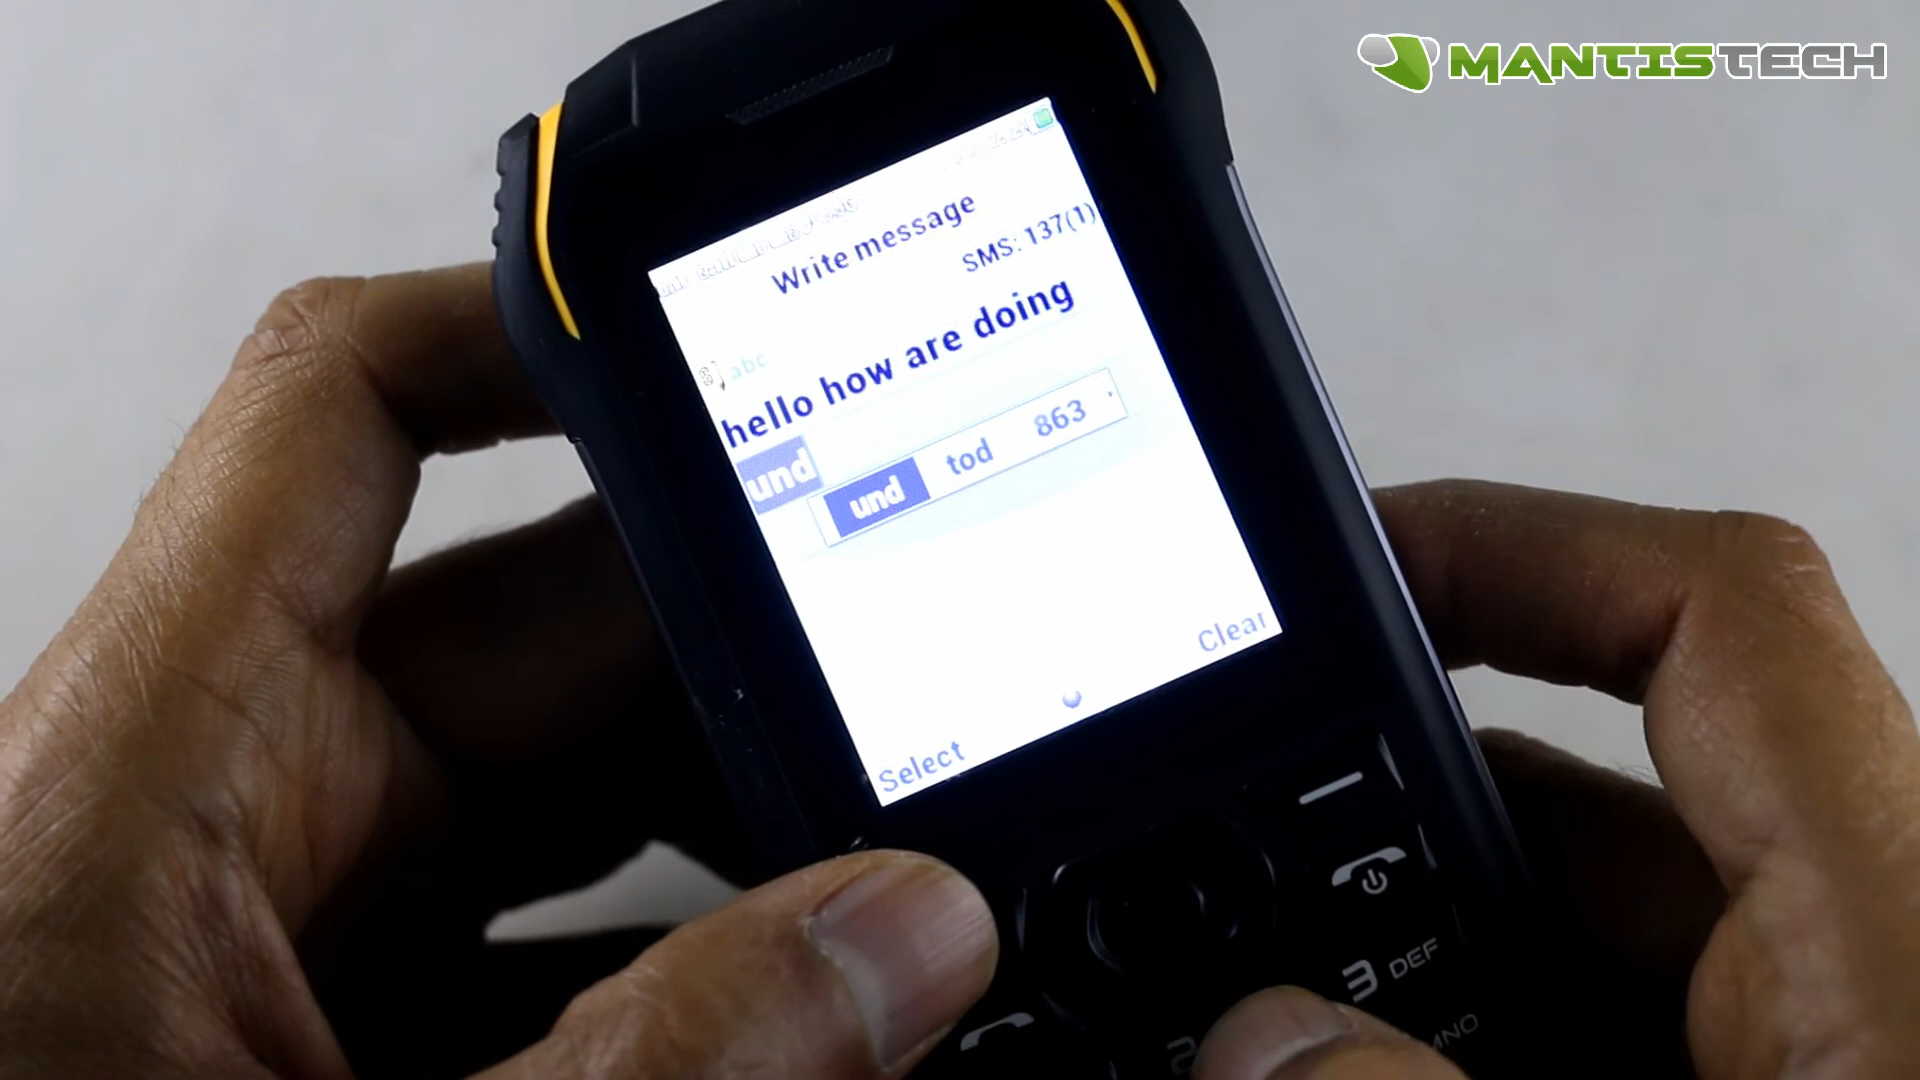 MANTISTECH
Write message
SMS: 137(1)
abc
hello how are doing
und
und tod 863
Select
Clear
3 DEF
2
MNO